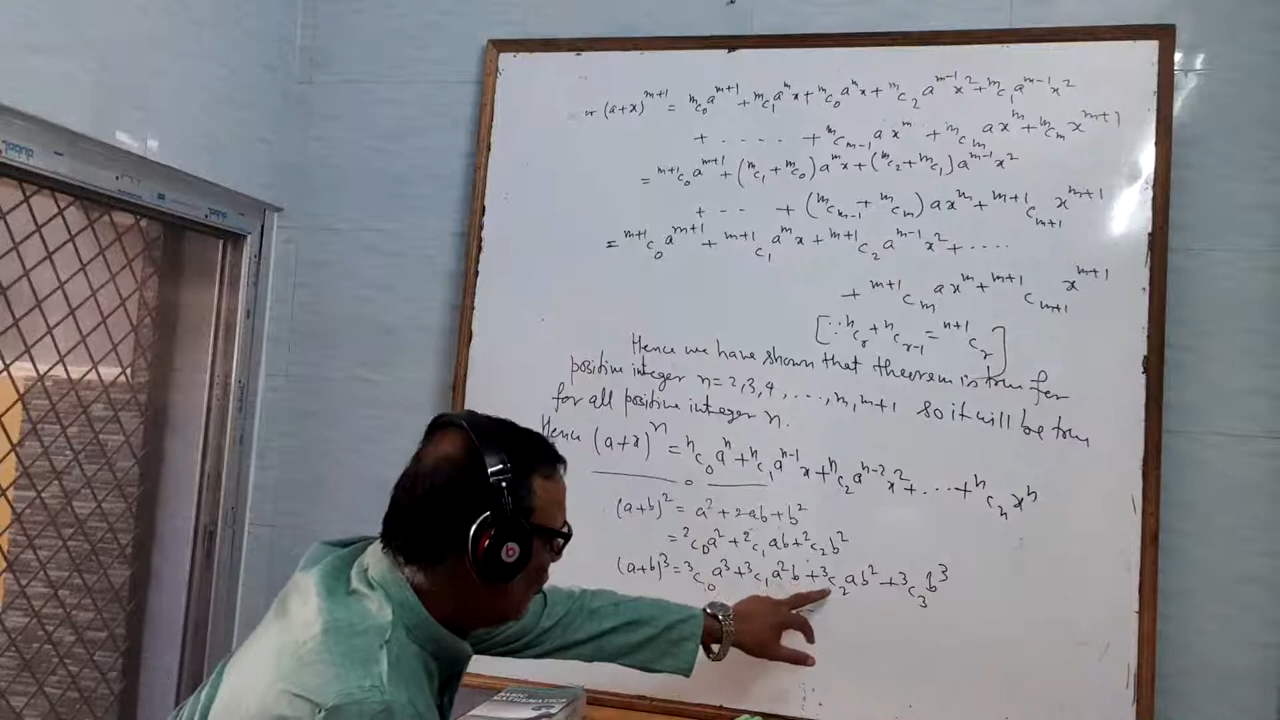 or (a+x)^{m+1} = ^mc_0 a^{m+1} + ^mc_1 a^m x + ^mc_0 a^m x + ^mc_2 a^{m-1}x^2 + ^mc_1 a^{m-1}x^2
+ ..... + ^mc_{m-1} a x^m + ^mc_m a x^m + ^mc_m x^{m+1}
= ^{m+1}c_0 a^{m+1} + (^mc_1 + ^mc_0) a^m x + (^mc_2 + ^mc_1) a^{m-1}x^2
+ -- - + (^mc_{m-1} + ^mc_m) a x^m + ^{m+1}c_{m+1} x^{m+1}
= ^{m+1}c_0 a^{m+1} + ^{m+1}c_1 a^m x + ^{m+1}c_2 a^{m-1}x^2 + ....
+ ^{m+1}c_m a x^m + ^{m+1}c_{m+1} x^{m+1}
[∵ ^nc_r + ^nc_{r-1} = ^{n+1}c_r]
Hence we have shown that theorem is true for
positive integer n = 2,3,4, ...., m, m+1 so it will be true
for all positive integer n.
Hence (a+x)^n = ^nc_0 a^n + ^nc_1 a^{n-1} x + ^nc_2 a^{n-2} x^2 + ... + ^nc_n x^n
(a+b)^2 = a^2 + 2ab + b^2
= ^2c_0 a^2 + ^2c_1 ab + ^2c_2 b^2
(a+b)^3 = ^3c_0 a^3 + ^3c_1 a^2 b + ^3c_2 ab^2 + ^3c_3 b^3
BASIC
MATHEMATICS